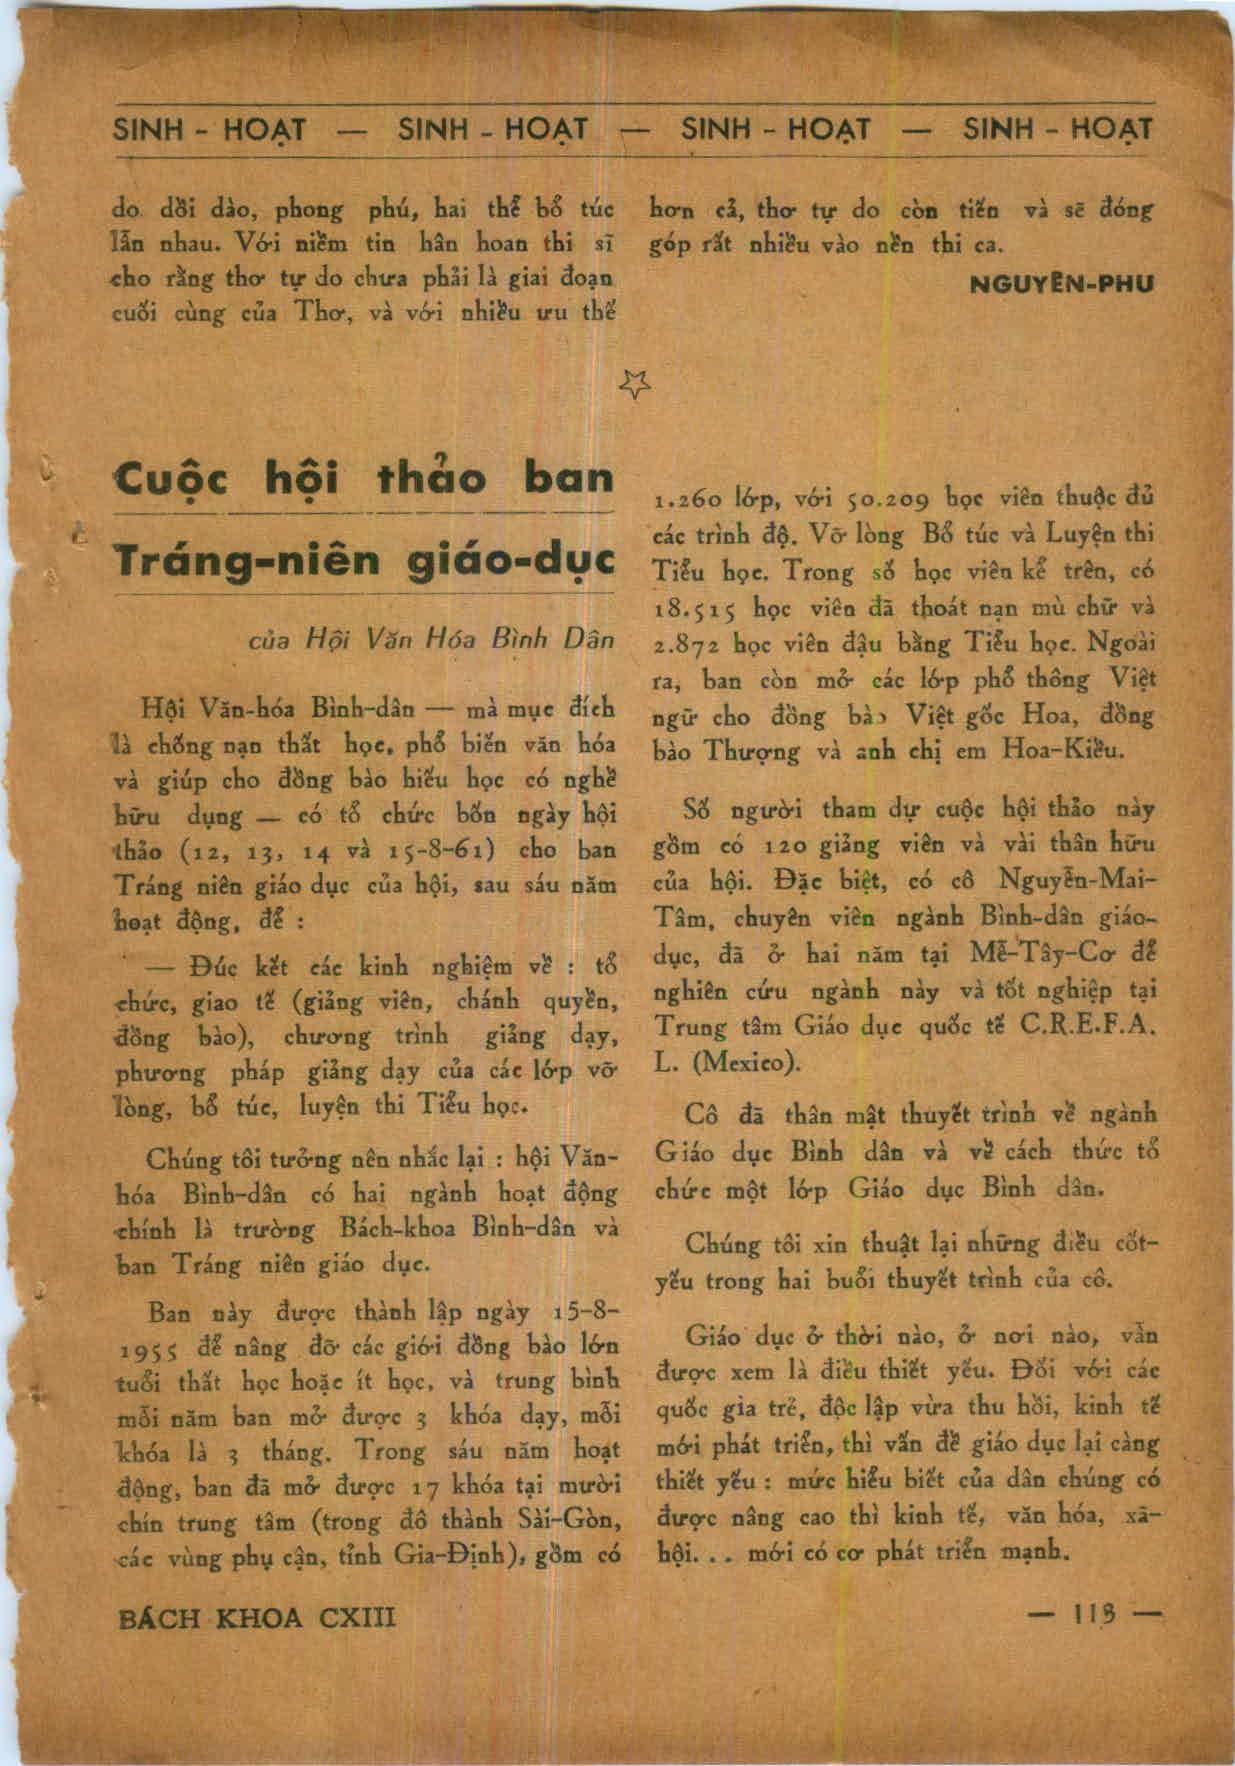 SINH - HOẠT — SINH - HOẠT — SINH - HOẠT — SINH - HOẠT
do dồi dào, phong phú, hai thể bổ túc
lẫn nhau. Với niềm tin hân hoan thi sĩ
cho rằng thơ tự do chưa phải là giai đoạn
cuối cùng của Thơ, và với nhiều ưu thế
hơn cả, thơ tự do còn tiến và sẽ đóng
góp rất nhiều vào nền thi ca.
NGUYÊN-PHU
Cuộc hội thảo ban
Tráng-niên giáo-dục
của Hội Văn Hóa Bình Dân
Hội Văn-hóa Bình-dân — mà mục đích
là chống nạn thất học, phổ biến văn hóa
và giúp cho đồng bào hiếu học có nghề
hữu dụng — có tổ chức bốn ngày hội
thảo (12, 13, 14 và 15-8-61) cho ban
Tráng niên giáo dục của hội, sau sáu năm
hoạt động, để :
— Đúc kết các kinh nghiệm về : tổ
chức, giao tế (giảng viên, chánh quyền,
đồng bào), chương trình giảng dạy,
phương pháp giảng dạy của các lớp vỡ
lòng, bổ túc, luyện thi Tiểu học.
Chúng tôi tưởng nên nhắc lại : hội Văn-
hóa Bình-dân có hai ngành hoạt động
chính là trường Bách-khoa Bình-dân và
ban Tráng niên giáo dục.
Ban này được thành lập ngày 15-8-
1955 để nâng đỡ các giới đồng bào lớn
tuổi thất học hoặc ít học, và trung bình
mỗi năm ban mở được 3 khóa dạy, mỗi
khóa là 3 tháng. Trong sáu năm hoạt
động, ban đã mở được 17 khóa tại mười
chín trung tâm (trong đô thành Sài-Gòn,
các vùng phụ cận, tỉnh Gia-Định), gồm có
1.260 lớp, với 50.209 học viên thuộc đủ
các trình độ. Vỡ lòng Bổ túc và Luyện thi
Tiểu học. Trong số học viên kể trên, có
18.515 học viên đã thoát nạn mù chữ và
2.872 học viên đậu bằng Tiểu học. Ngoài
ra, ban còn mở các lớp phổ thông Việt
ngữ cho đồng bào Việt gốc Hoa, đồng
bào Thượng và anh chị em Hoa-Kiều.
Số người tham dự cuộc hội thảo này
gồm có 120 giảng viên và vài thân hữu
của hội. Đặc biệt, có cô Nguyễn-Mai-
Tâm, chuyên viên ngành Bình-dân giáo-
dục, đã ở hai năm tại Mễ-Tây-Cơ để
nghiên cứu ngành này và tốt nghiệp tại
Trung tâm Giáo dục quốc tế C.R.E.F.A.
L. (Mexico).
Cô đã thân mật thuyết trình về ngành
Giáo dục Bình dân và về cách thức tổ
chức một lớp Giáo dục Bình dân.
Chúng tôi xin thuật lại những điều cốt-
yếu trong hai buổi thuyết trình của cô.
Giáo dục ở thời nào, ở nơi nào, vẫn
được xem là điều thiết yếu. Đối với các
quốc gia trẻ, độc lập vừa thu hồi, kinh tế
mới phát triển, thì vấn đề giáo dục lại càng
thiết yếu : mức hiểu biết của dân chúng có
được nâng cao thì kinh tế, văn hóa, xã-
hội. . . mới có cơ phát triển mạnh.
BÁCH KHOA CXIII
— 113 —